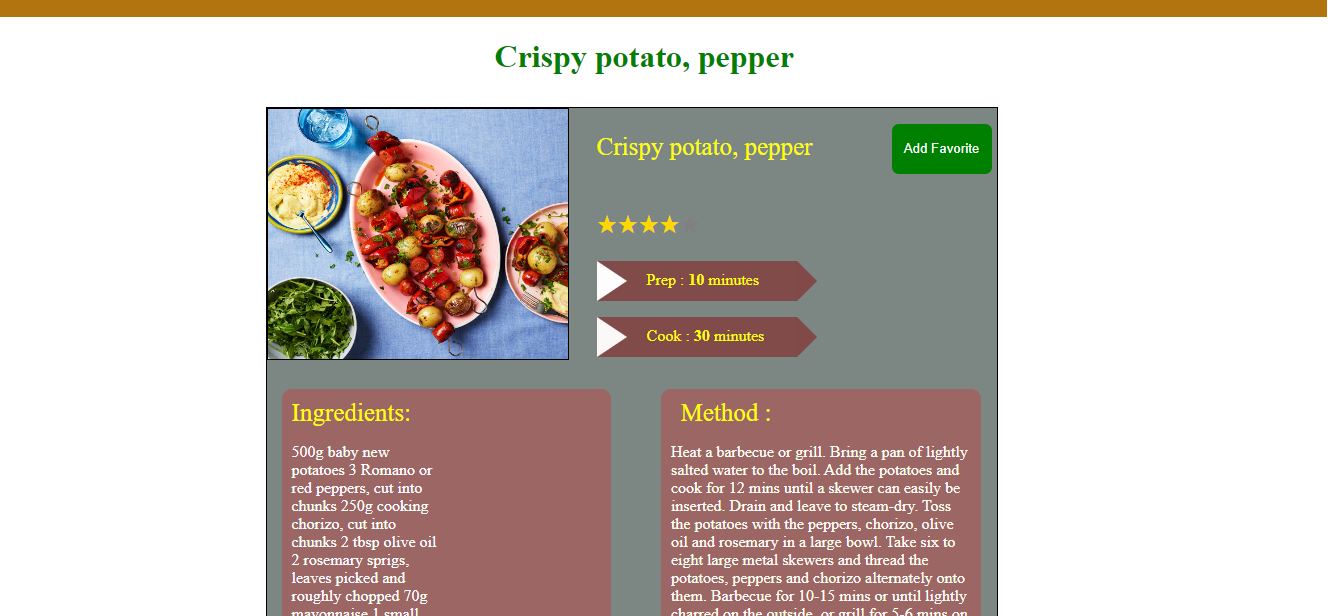 Crispy potato, pepper
Crispy potato, pepper
Add Favorite
Prep : 10 minutes
Cook : 30 minutes
Ingredients:
500g baby new
potatoes 3 Romano or
red peppers, cut into
chunks 250g cooking
chorizo, cut into
chunks 2 tbsp olive oil
2 rosemary sprigs,
leaves picked and
roughly chopped 70g
mayonnaise 1 small
Method :
Heat a barbecue or grill. Bring a pan of lightly
salted water to the boil. Add the potatoes and
cook for 12 mins until a skewer can easily be
inserted. Drain and leave to steam-dry. Toss
the potatoes with the peppers, chorizo, olive
oil and rosemary in a large bowl. Take six to
eight large metal skewers and thread the
potatoes, peppers and chorizo alternately onto
them. Barbecue for 10-15 mins or until lightly
charred on the outside, or grill for 5-6 mins on